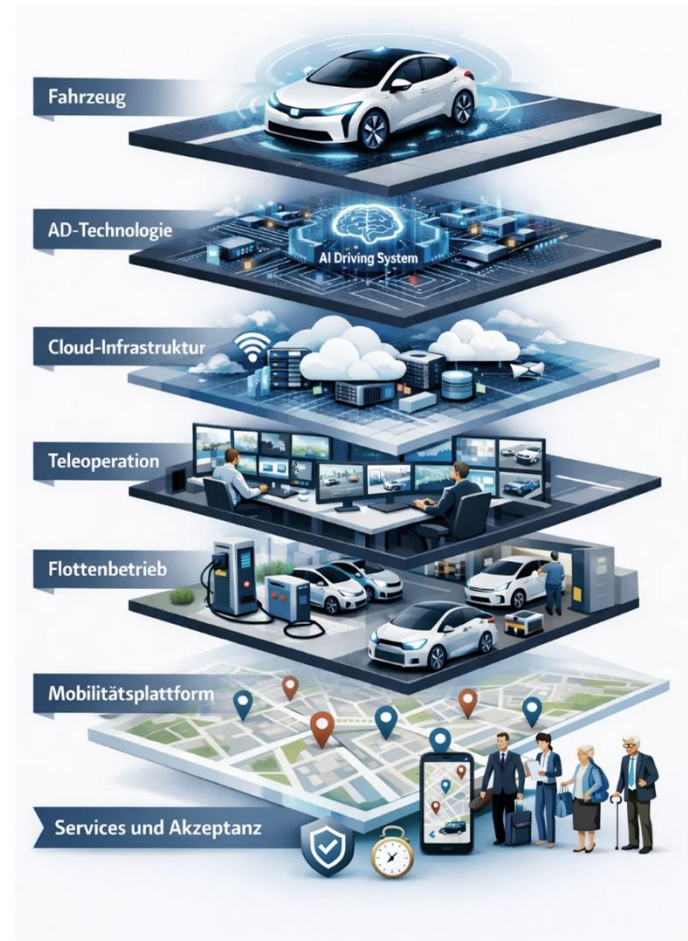 Fahrzeug
AD-Technologie
AI Driving System
Cloud-Infrastruktur
Teleoperation
Flottenbetrieb
Mobilitätsplattform
Services und Akzeptanz